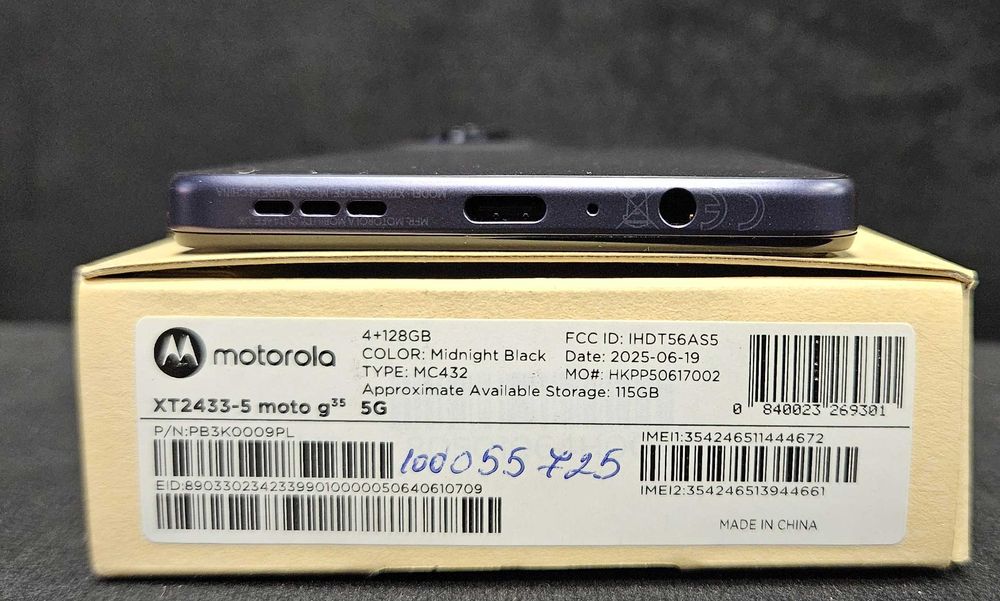 motorola
XT2433-5 moto g35 5G
4+128GB
COLOR: Midnight Black
TYPE: MC432
Approximate Available Storage: 115GB
FCC ID: IHDT56AS5
Date: 2025-06-19
MO#: HKPP50617002
0 840023 269301
P/N:PB3K0009PL
100055725
EID:89033023423399010000050640610709
IMEI1:354246511444672
IMEI2:354246513944661
MADE IN CHINA